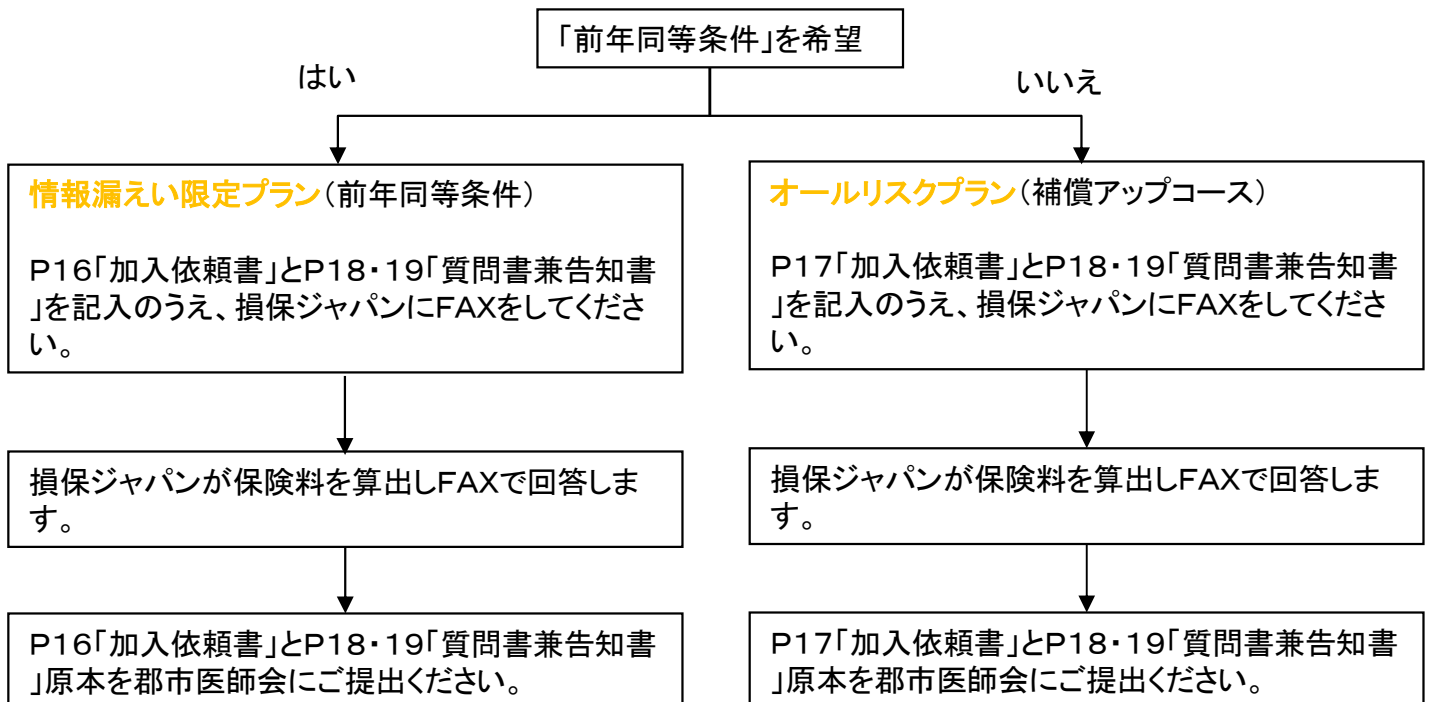 「前年同等条件」を希望
はい
いいえ
情報漏えい限定プラン(前年同等条件)
P16「加入依頼書」とP18・19「質問書兼告知書
」を記入のうえ、損保ジャパンにFAXをしてくださ
い。
オールリスクプラン(補償アップコース)
P17「加入依頼書」とP18・19「質問書兼告知書
」を記入のうえ、損保ジャパンにFAXをしてくださ
い。
損保ジャパンが保険料を算出しFAXで回答しま
す。
損保ジャパンが保険料を算出しFAXで回答しま
す。
P16「加入依頼書」とP18・19「質問書兼告知書
」原本を郡市医師会にご提出ください。
P17「加入依頼書」とP18・19「質問書兼告知書
」原本を郡市医師会にご提出ください。